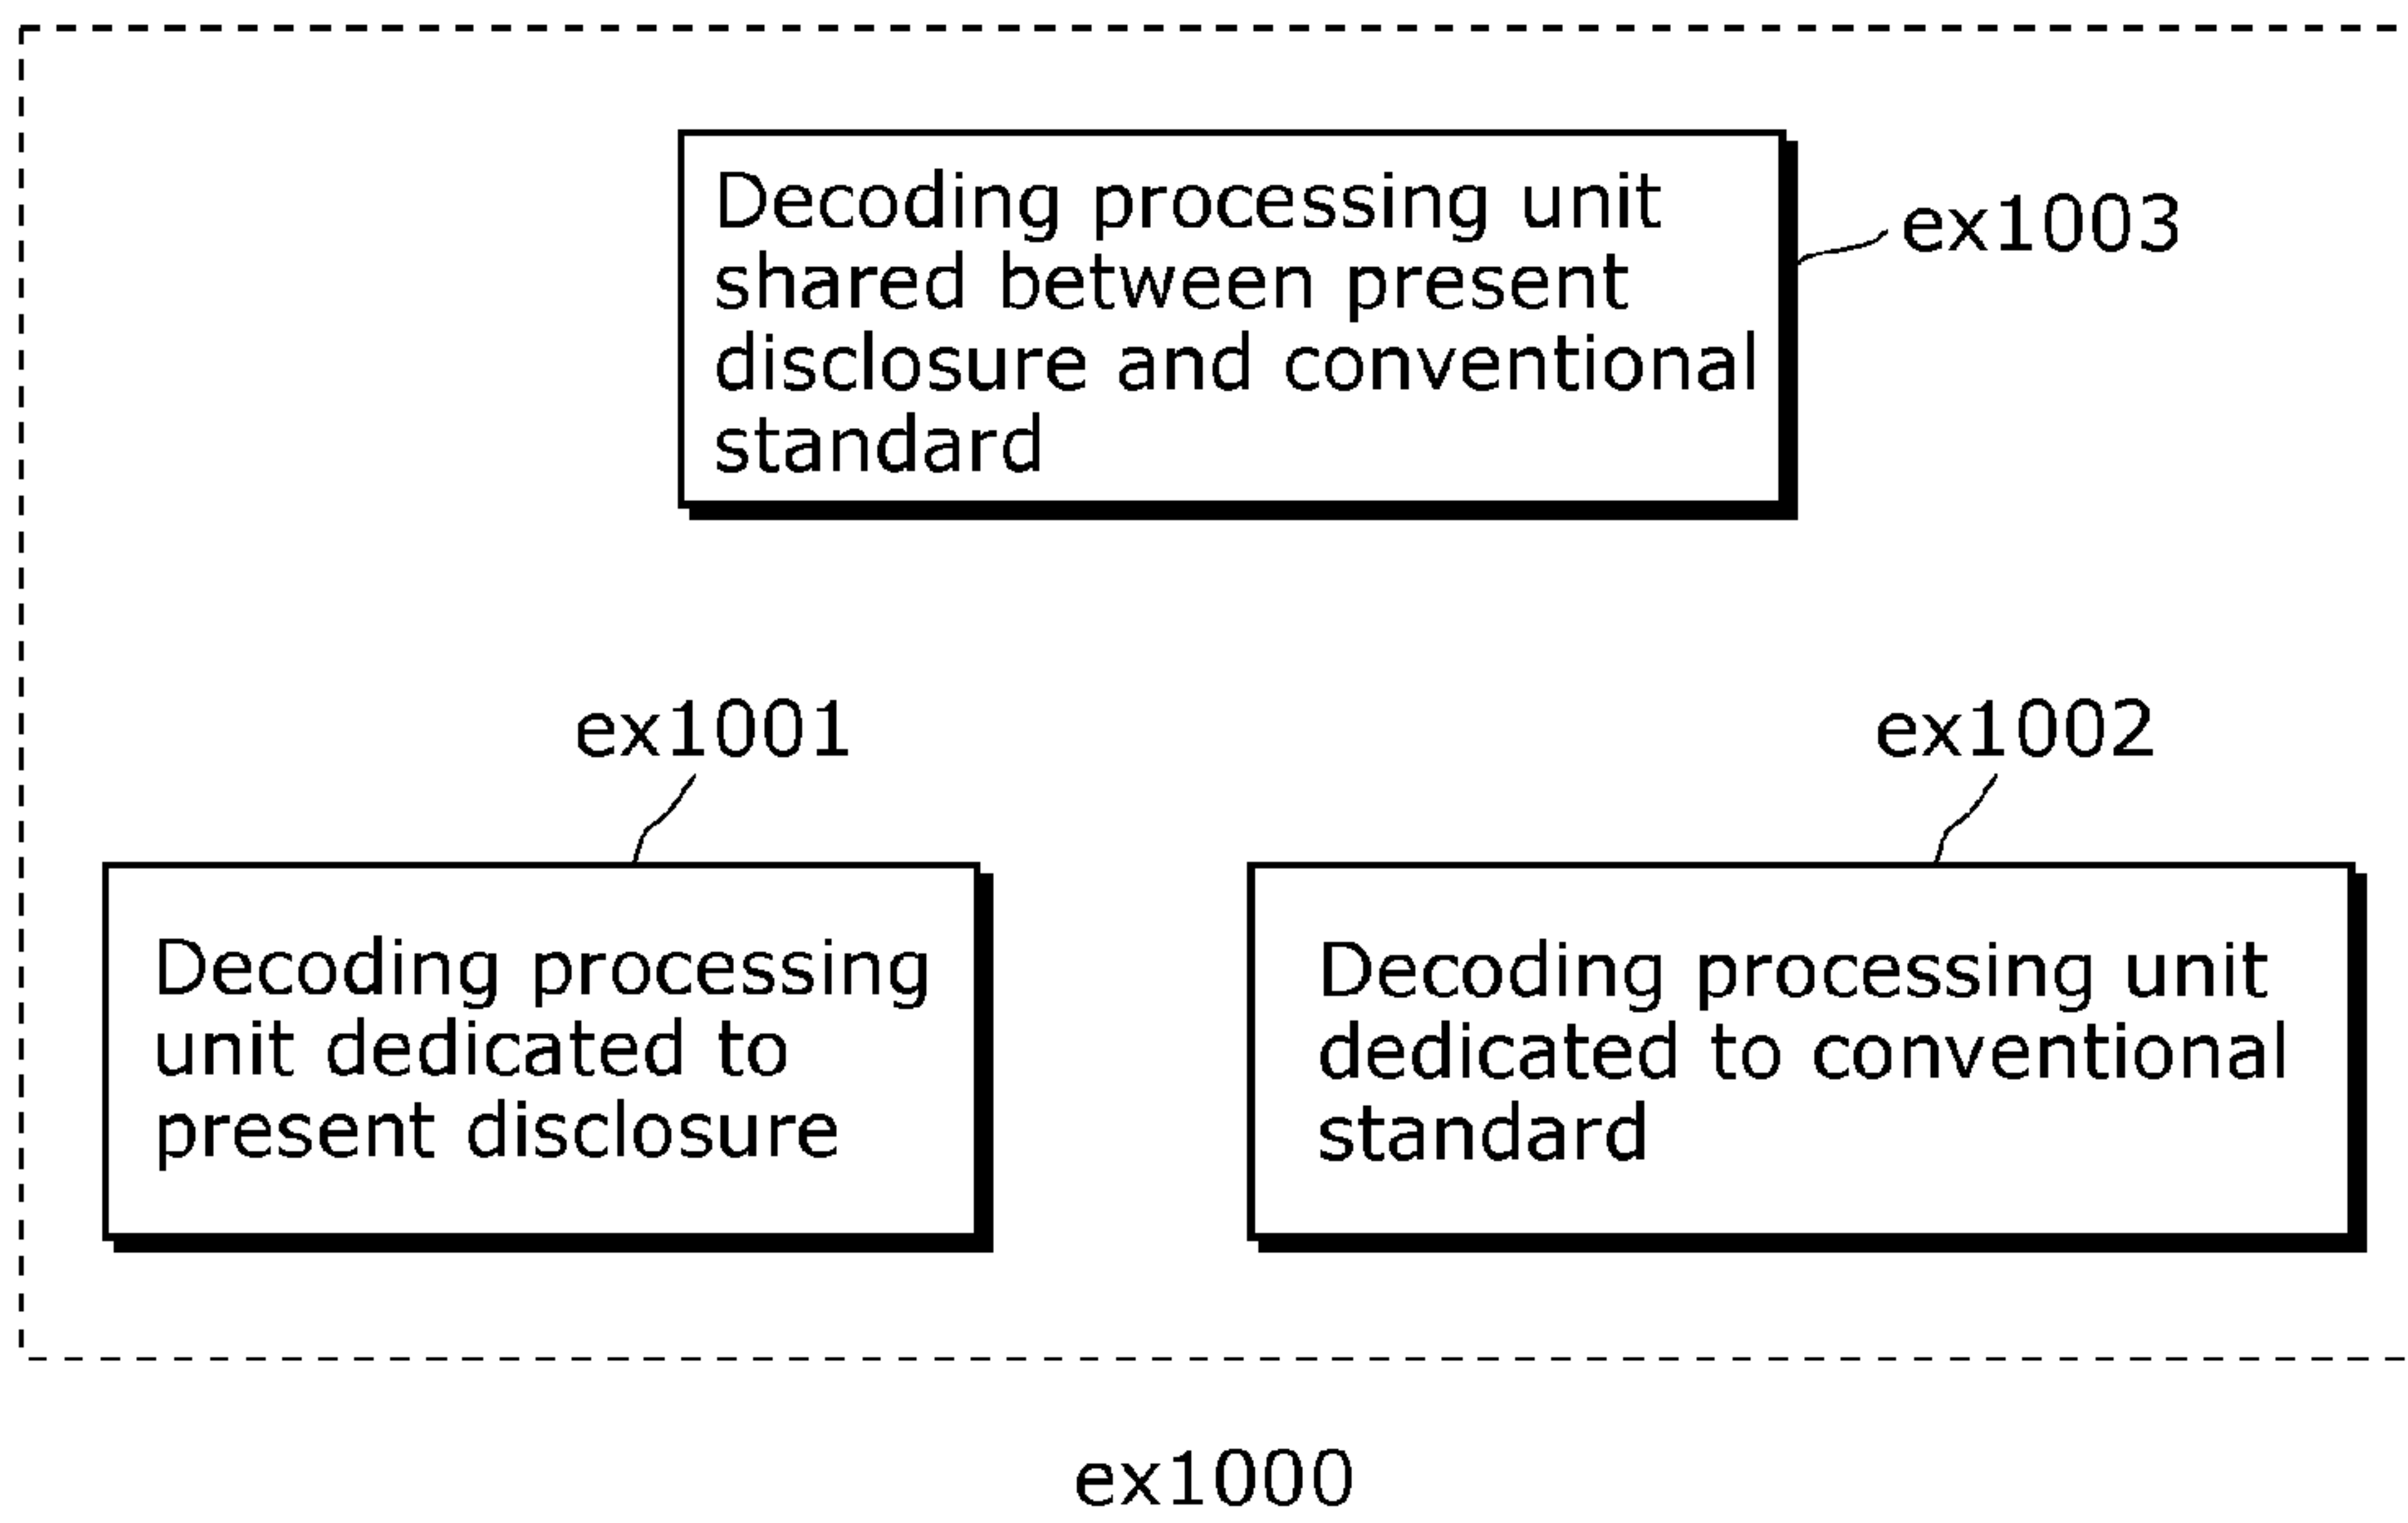 Decoding processing unit
shared between present
disclosure and conventional
standard
ex1003
ex1001
ex1002
Decoding processing
unit dedicated to
present disclosure
Decoding processing unit
dedicated to conventional
standard
ex1000